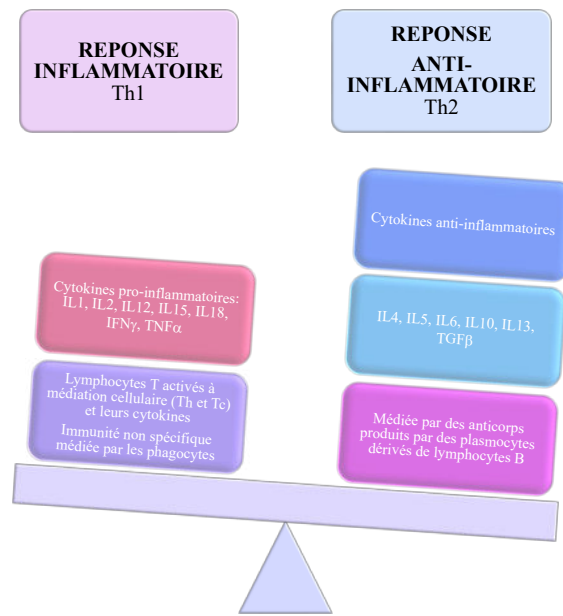 REPONSE
INFLAMMATOIRE
Th1
REPONSE
ANTI-
INFLAMMATOIRE
Th2
Cytokines pro-inflammatoires:
IL1, IL2, IL12, IL15, IL18,
IFNγ, TNFα
Lymphocytes T activés à
médiation cellulaire (Th et Tc)
et leurs cytokines
Immunité non spécifique
médiée par les phagocytes
Cytokines anti-inflammatoires
IL4, IL5, IL6, IL10, IL13,
TGFβ
Médiée par des anticorps
produits par des plasmocytes
dérivés de lymphocytes B